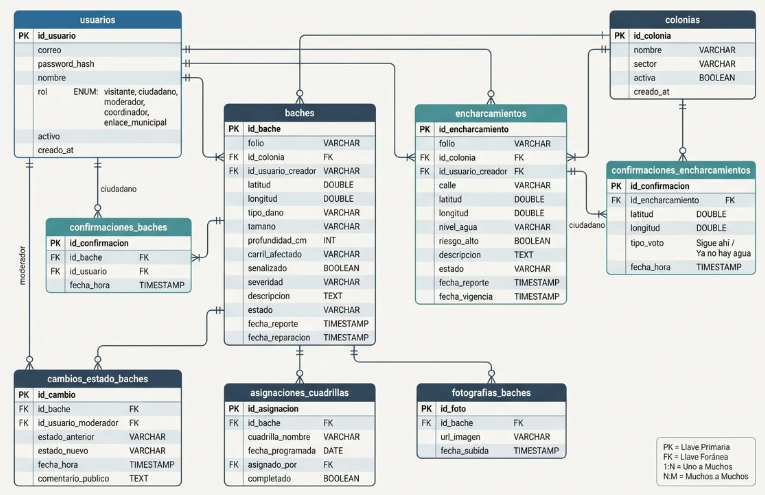 usuarios
PK id_usuario
correo
password_hash
nombre
rol ENUM: visitante, ciudadano,
moderador,
coordinador,
enlace_municipal
activo
creado_at
colonias
PK id_colonia
nombre VARCHAR
sector VARCHAR
activa BOOLEAN
creado_at
baches
PK id_bache
folio VARCHAR
FK id_colonia FK
FK id_usuario_creador VARCHAR
latitud DOUBLE
longitud DOUBLE
tipo_dano VARCHAR
tamano VARCHAR
profundidad_cm INT
carril_afectado VARCHAR
senalizado BOOLEAN
severidad VARCHAR
descripcion TEXT
estado VARCHAR
fecha_reporte TIMESTAMP
fecha_reparacion TIMESTAMP
encharcamientos
PK id_encharcamiento
folio VARCHAR
FK id_colonia FK
FK id_usuario_creador FK
calle VARCHAR
latitud DOUBLE
longitud DOUBLE
nivel_agua VARCHAR
riesgo_alto BOOLEAN
descripcion TEXT
estado VARCHAR
fecha_reporte TIMESTAMP
fecha_vigencia TIMESTAMP
confirmaciones_encharcamientos
PK id_confirmacion
FK id_encharcamiento FK
latitud DOUBLE
longitud DOUBLE
tipo_voto Sigue ahí /
Ya no hay agua
fecha_hora TIMESTAMP
ciudadano
ciudadano
moderador
confirmaciones_baches
PK id_confirmacion
FK id_bache FK
FK id_usuario FK
fecha_hora TIMESTAMP
cambios_estado_baches
PK id_cambio
FK id_bache FK
FK id_usuario_moderador FK
estado_anterior VARCHAR
estado_nuevo VARCHAR
fecha_hora TIMESTAMP
comentario_publico TEXT
asignaciones_cuadrillas
PK id_asignacion
FK id_bache FK
cuadrilla_nombre VARCHAR
fecha_programada DATE
FK asignado_por FK
completado BOOLEAN
fotografias_baches
PK id_foto
FK id_bache FK
url_imagen VARCHAR
fecha_subida TIMESTAMP
PK = Llave Primaria
FK = Llave Foránea
1:N = Uno a Muchos
N:M = Muchos a Muchos